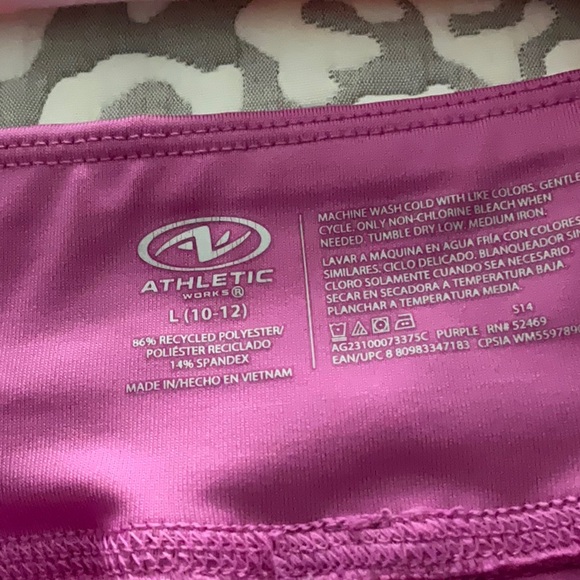 ATHLETIC
WORKS®
L (10-12)
86% RECYCLED POLYESTER/
POLIÉSTER RECICLADO
14% SPANDEX
MADE IN/HECHO EN VIETNAM
MACHINE WASH COLD WITH LIKE COLORS. GENTLE
CYCLE. ONLY NON-CHLORINE BLEACH WHEN
NEEDED. TUMBLE DRY LOW. MEDIUM IRON.
LAVAR A MÁQUINA EN AGUA FRÍA CON COLORES
SIMILARES. CICLO DELICADO. BLANQUEADOR SIN
CLORO SOLAMENTE CUANDO SEA NECESARIO.
SECAR EN SECADORA A TEMPERATURA BAJA.
PLANCHAR A TEMPERATURA MEDIA.
S14
AG23100073375C PURPLE RN# 52469
EAN/UPC 8 80983347183 CPSIA